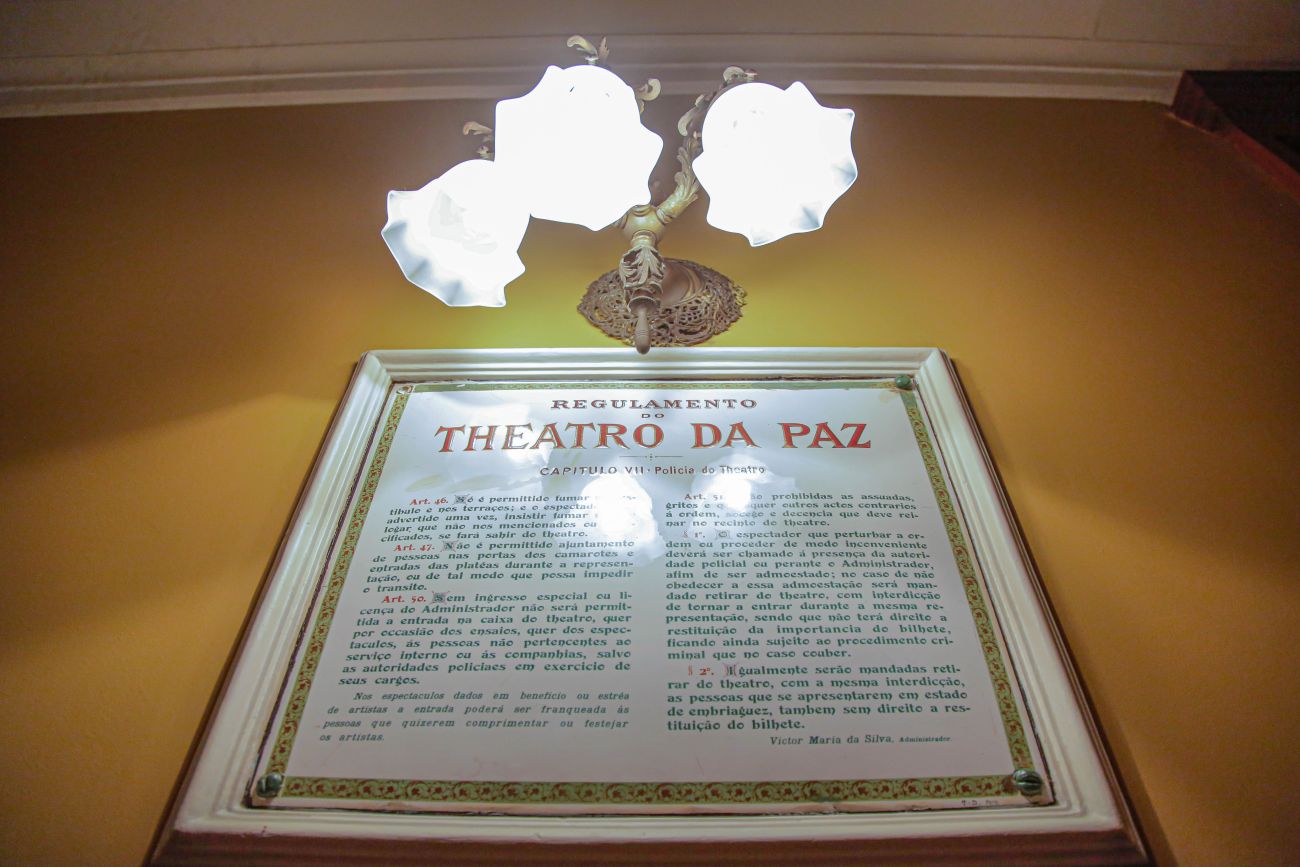 REGULAMENTO
DO
THEATRO DA PAZ
CAPITULO VII · Policia do Theatro
Art. 46. Só é permittido fumar
tibulo e nos terraços; e o
advertido uma vez, insistir fumar
logar que não nos mencionados ou
cificados, se fará sahir do theatro.
Art. 47. Não é permittido ajuntamento
de pessoas nas portas dos camarotes e
entradas das platéas durante a represen-
tação, ou de tal modo que possa impedir
o transito.
Art. 50. Sem ingresso especial ou li-
cença do Administrador não será permit-
tida a entrada na caixa do theatro, quer
por occasião dos ensaios, quer dos espec-
taculos, ás pessoas não pertencentes ao
serviço interno ou ás companhias, salvo
as autoridades policiaes em exercicio de
seus cargos.
Nos espectaculos dados em beneficio ou estréa
de artistas a entrada poderá ser franqueada ás
pessoas que quizerem comprimentar ou festejar
os artistas.
Art. 51. prohibidas as assuadas,
gritos e outros actos contrarios
á ordem, socego e decencia que deve rei-
nar no recinto do theatro.
§ 1º. O espectador que perturbar a or-
dem ou proceder de modo inconveniente
deverá ser chamado á presença da autori-
dade policial ou perante o Administrador,
afim de ser admoestado; no caso de não
obedecer a essa admoestação será man-
dado retirar do theatro, com interdicção
de tornar a entrar durante a mesma re-
presentação, sendo que não terá direito a
restituição da importancia do bilhete,
ficando ainda sujeito ao procedimento cri-
minal que no caso couber.
§ 2º. Igualmente serão mandadas reti-
rar do theatro, com a mesma interdicção,
as pessoas que se apresentarem em estado
de embriaguez, tambem sem direito a res-
tituição do bilhete.
Victor Maria da Silva, Administrador.